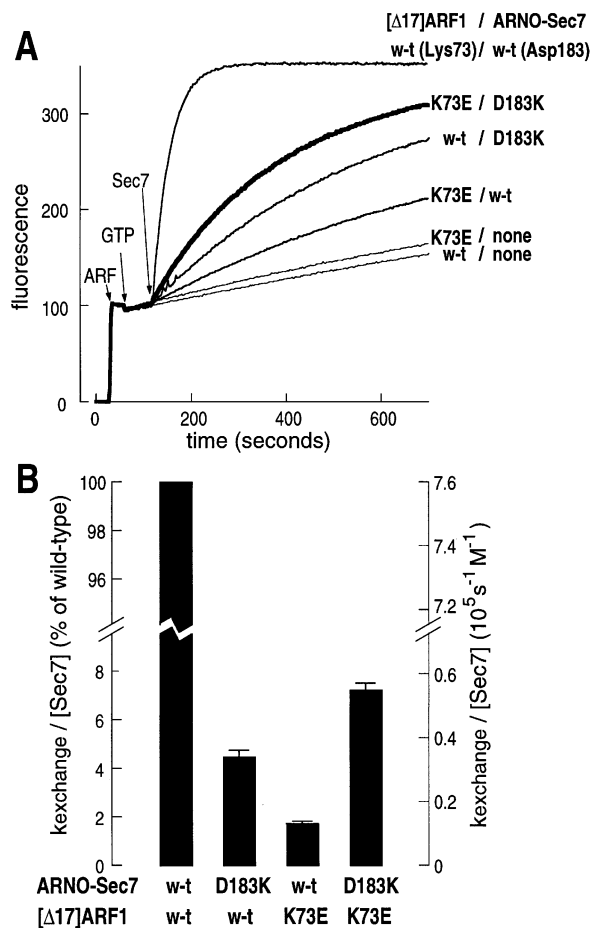 A
[Δ17]ARF1 / ARNO-Sec7
w-t (Lys73) / w-t (Asp183)
K73E / D183K
w-t / D183K
K73E / w-t
K73E / none
w-t / none
fluorescence
300
200
100
0
ARF
GTP
Sec7
0 200 400 600
time (seconds)
B
kexchange / [Sec7] (% of wild-type)
100
98
96
8
6
4
2
0
7.6
7.4
7.2
0.6
0.4
0.2
0
kexchange / [Sec7] (10⁵ s⁻¹ M⁻¹)
ARNO-Sec7 w-t D183K w-t D183K
[Δ17]ARF1 w-t w-t K73E K73E